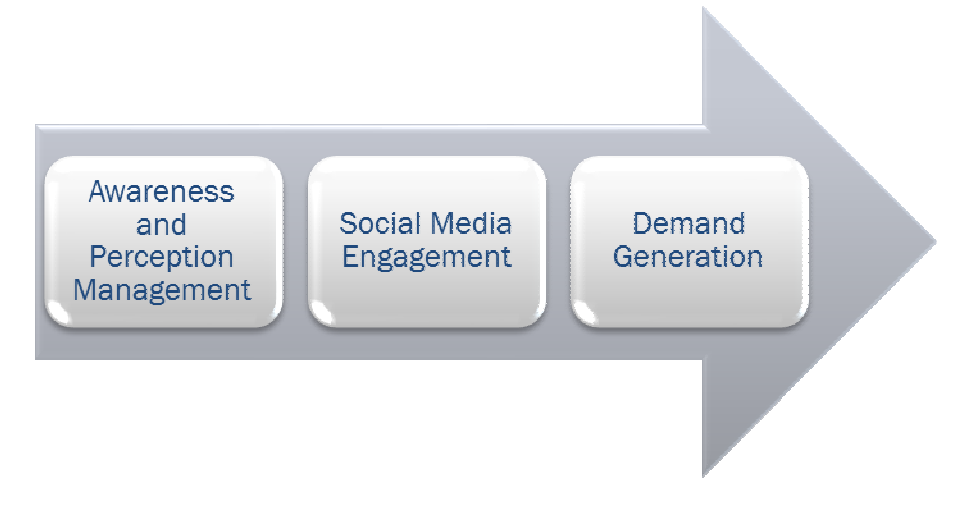 Awareness
and
Perception
Management
Social Media
Engagement
Demand
Generation